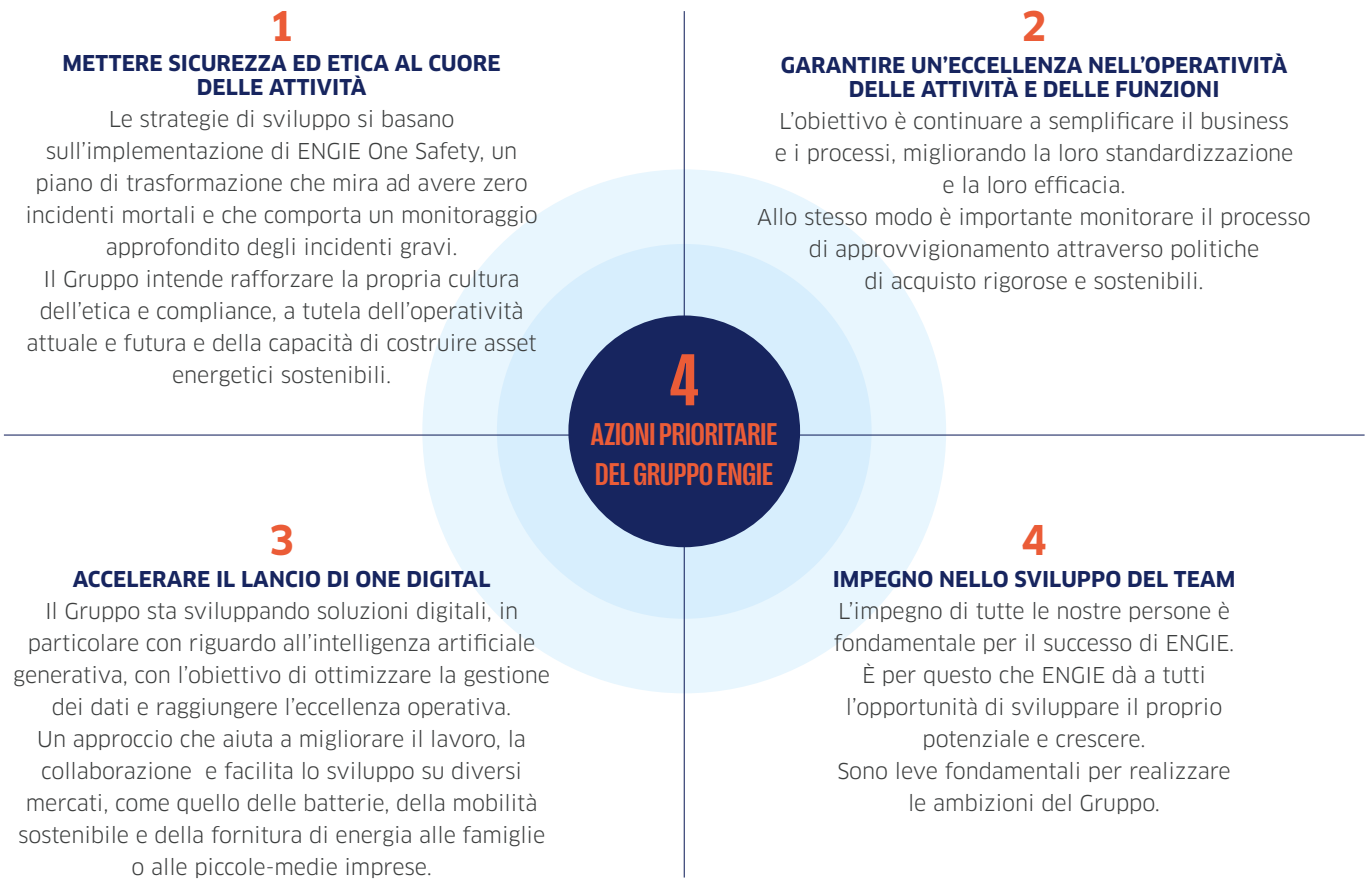 1
METTERE SICUREZZA ED ETICA AL CUORE
DELLE ATTIVITÀ
Le strategie di sviluppo si basano
sull'implementazione di ENGIE One Safety, un
piano di trasformazione che mira ad avere zero
incidenti mortali e che comporta un monitoraggio
approfondito degli incidenti gravi.
Il Gruppo intende rafforzare la propria cultura
dell'etica e compliance, a tutela dell'operatività
attuale e futura e della capacità di costruire asset
energetici sostenibili.
2
GARANTIRE UN'ECCELLENZA NELL'OPERATIVITÀ
DELLE ATTIVITÀ E DELLE FUNZIONI
L'obiettivo è continuare a semplificare il business
e i processi, migliorando la loro standardizzazione
e la loro efficacia.
Allo stesso modo è importante monitorare il processo
di approvvigionamento attraverso politiche
di acquisto rigorose e sostenibili.
4
AZIONI PRIORITARIE
DEL GRUPPO ENGIE
3
ACCELERARE IL LANCIO DI ONE DIGITAL
Il Gruppo sta sviluppando soluzioni digitali, in
particolare con riguardo all'intelligenza artificiale
generativa, con l'obiettivo di ottimizzare la gestione
dei dati e raggiungere l'eccellenza operativa.
Un approccio che aiuta a migliorare il lavoro, la
collaborazione e facilita lo sviluppo su diversi
mercati, come quello delle batterie, della mobilità
sostenibile e della fornitura di energia alle famiglie
o alle piccole-medie imprese.
4
IMPEGNO NELLO SVILUPPO DEL TEAM
L'impegno di tutte le nostre persone è
fondamentale per il successo di ENGIE.
È per questo che ENGIE dà a tutti
l'opportunità di sviluppare il proprio
potenziale e crescere.
Sono leve fondamentali per realizzare
le ambizioni del Gruppo.